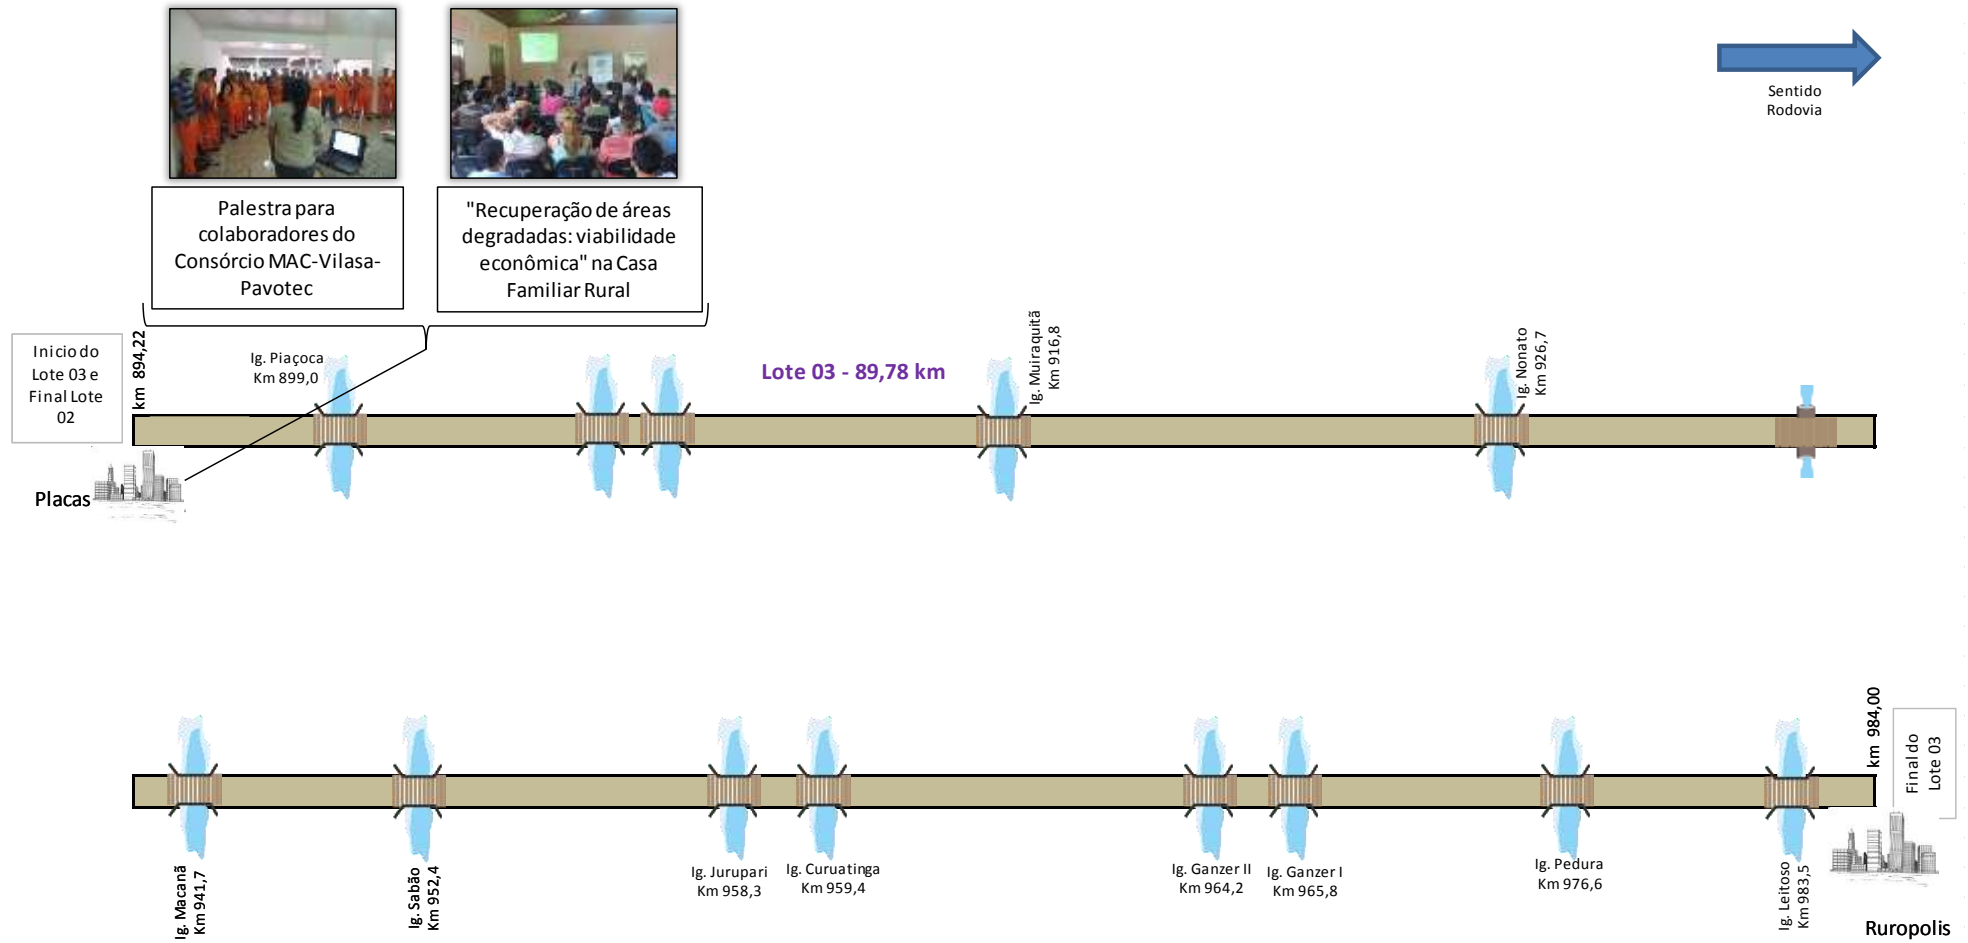 Sentido
Rodovia
Palestra para
colaboradores do
Consórcio MAC-Vilasa-
Pavotec
"Recuperação de áreas
degradadas: viabilidade
econômica" na Casa
Familiar Rural
Inicio do
Lote 03 e
Final Lote
02
km 894,22
Ig. Piaçoca
Km 899,0
Lote 03 - 89,78 km
Ig. Muiraquitã
Km 916,8
Ig. Nonato
Km 926,7
Placas
km 984,00
Final do
Lote 03
Ig. Macanã
Km 941,7
Ig. Sabão
Km 952,4
Ig. Jurupari
Km 958,3
Ig. Curuatinga
Km 959,4
Ig. Ganzer II
Km 964,2
Ig. Ganzer I
Km 965,8
Ig. Pedura
Km 976,6
Ig. Leitoso
Km 983,5
Ruropolis